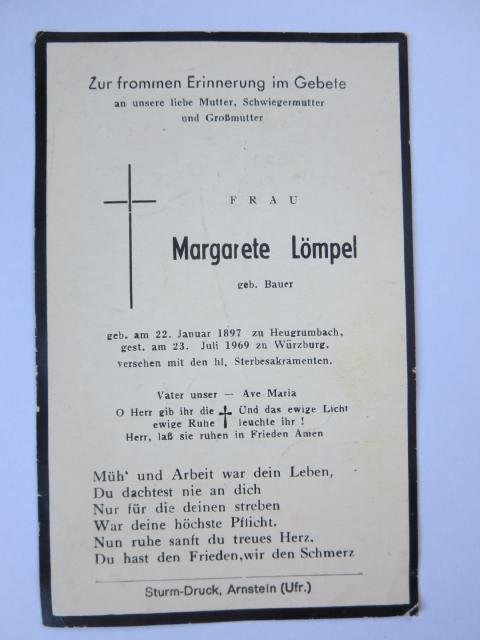 Zur frommen Erinnerung im Gebete
an unsere liebe Mutter, Schwiegermutter
und Großmutter
FRAU
Margarete Lömpel
geb. Bauer
geb. am 22. Januar 1897 zu Heugrumbach,
gest. am 23. Juli 1969 zu Würzburg,
versehen mit den hl. Sterbesakramenten.
Vater unser — Ave Maria
O Herr gib ihr die Und das ewige Licht
ewige Ruhe leuchte ihr !
Herr, laß sie ruhen in Frieden Amen
Müh' und Arbeit war dein Leben,
Du dachtest nie an dich
Nur für die deinen streben
War deine höchste Pflicht.
Nun ruhe sanft du treues Herz.
Du hast den Frieden, wir den Schmerz
Sturm-Druck, Arnstein (Ufr.)